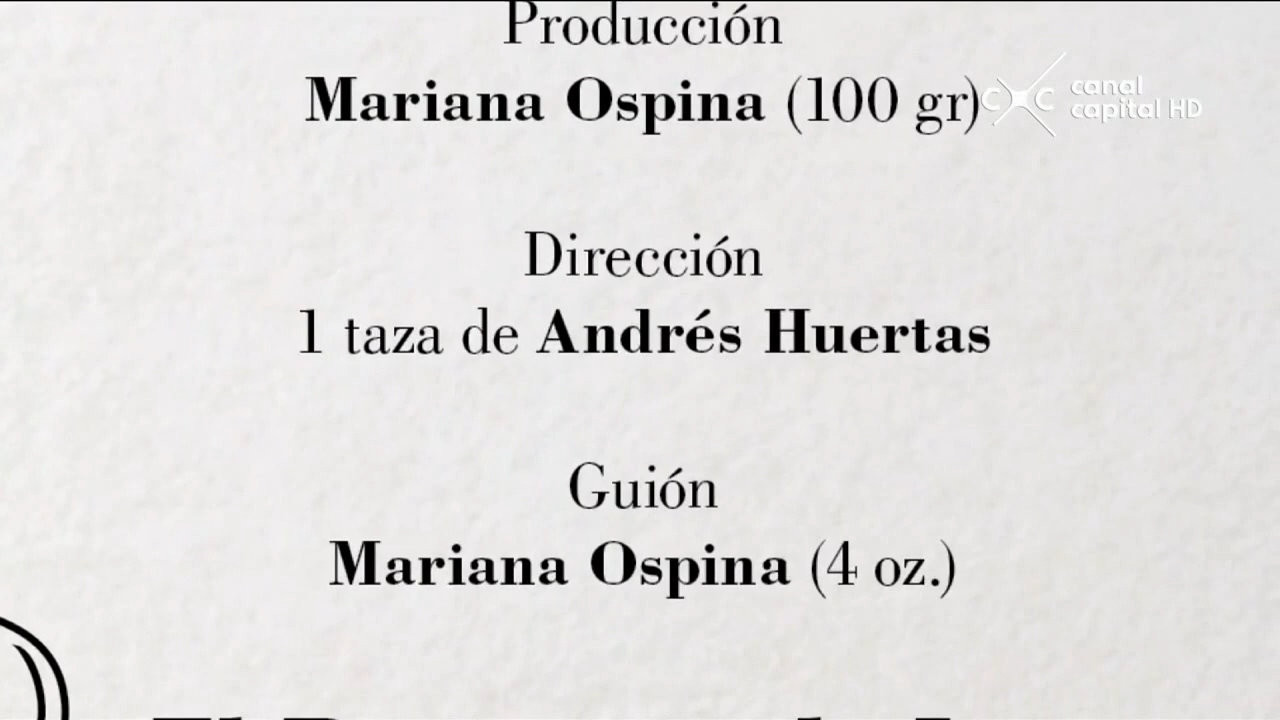 Producción
Mariana Ospina (100 gr)
canal
capital HD
Dirección
1 taza de Andrés Huertas
Guión
Mariana Ospina (4 oz.)